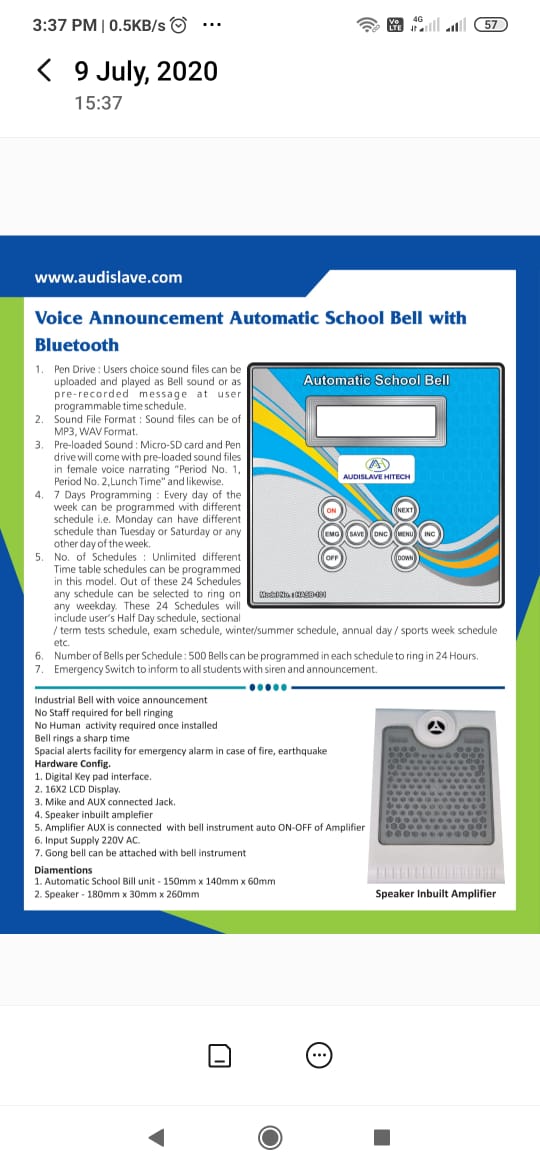 3:37 PM | 0.5KB/s
Vo
LTE
4G
57
9 July, 2020
15:37
www.audislave.com
Voice Announcement Automatic School Bell with
Bluetooth
1. Pen Drive : Users choice sound files can be
uploaded and played as Bell sound or as
pre-recorded message at user
programmable time schedule.
2. Sound File Format : Sound files can be of
MP3, WAV Format.
3. Pre-loaded Sound : Micro-SD card and Pen
drive will come with pre-loaded sound files
in female voice narrating "Period No. 1,
Period No. 2,Lunch Time" and likewise.
4. 7 Days Programming : Every day of the
week can be programmed with different
schedule i.e. Monday can have different
schedule than Tuesday or Saturday or any
other day of the week.
5. No. of Schedules : Unlimited different
Time table schedules can be programmed
in this model. Out of these 24 Schedules
any schedule can be selected to ring on
any weekday. These 24 Schedules will
include user's Half Day schedule, sectional
/ term tests schedule, exam schedule, winter/summer schedule, annual day / sports week schedule
etc.
6. Number of Bells per Schedule : 500 Bells can be programmed in each schedule to ring in 24 Hours.
7. Emergency Switch to inform to all students with siren and announcement.
Automatic School Bell
AUDISLAVE HITECH
ON
NEXT
EMG
SAVE
DNC
MENU
INC
OFF
DOWN
Model No. : HASB-101
Industrial Bell with voice announcement
No Staff required for bell ringing
No Human activity required once installed
Bell rings a sharp time
Spacial alerts facility for emergency alarm in case of fire, earthquake
Hardware Config.
1. Digital Key pad interface.
2. 16X2 LCD Display.
3. Mike and AUX connected Jack.
4. Speaker inbuilt amplefier
5. Amplifier AUX is connected with bell instrument auto ON-OFF of Amplifier
6. Input Supply 220V AC.
7. Gong bell can be attached with bell instrument
Diamentions
1. Automatic School Bill unit - 150mm x 140mm x 60mm
2. Speaker - 180mm x 30mm x 260mm
Speaker Inbuilt Amplifier